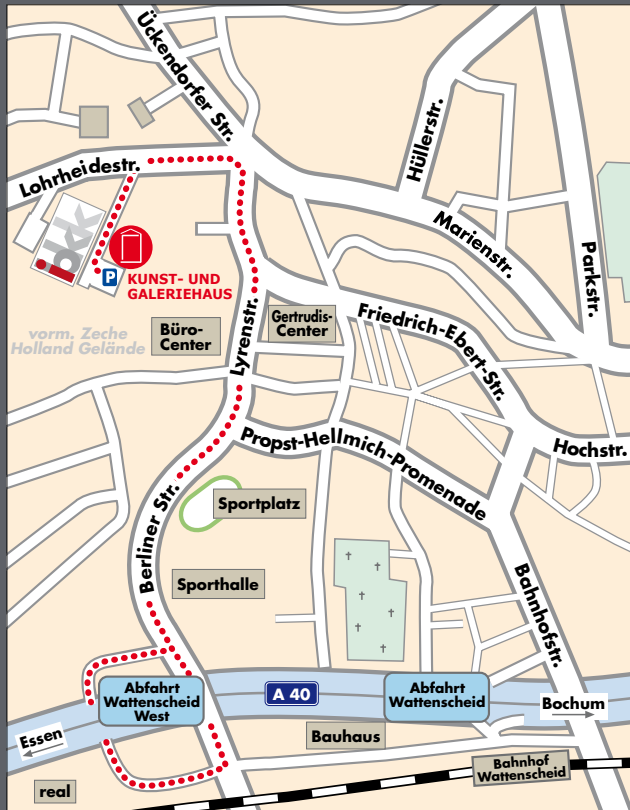 Ückendorfer Str.
Hüllerstr.
Lohrheidestr.
Marienstr.
Parkstr.
P
KUNST- UND
GALERIEHAUS
vorm. Zeche
Holland Gelände
Büro-
Center
Lyrenstr.
Gertrudis-
Center
Friedrich-Ebert-Str.
Propst-Hellmich-Promenade
Hochstr.
Berliner Str.
Sportplatz
Sporthalle
Bahnhofstr.
Abfahrt
Wattenscheid
West
A 40
Abfahrt
Wattenscheid
Bochum
Essen
Bauhaus
Bahnhof
Wattenscheid
real